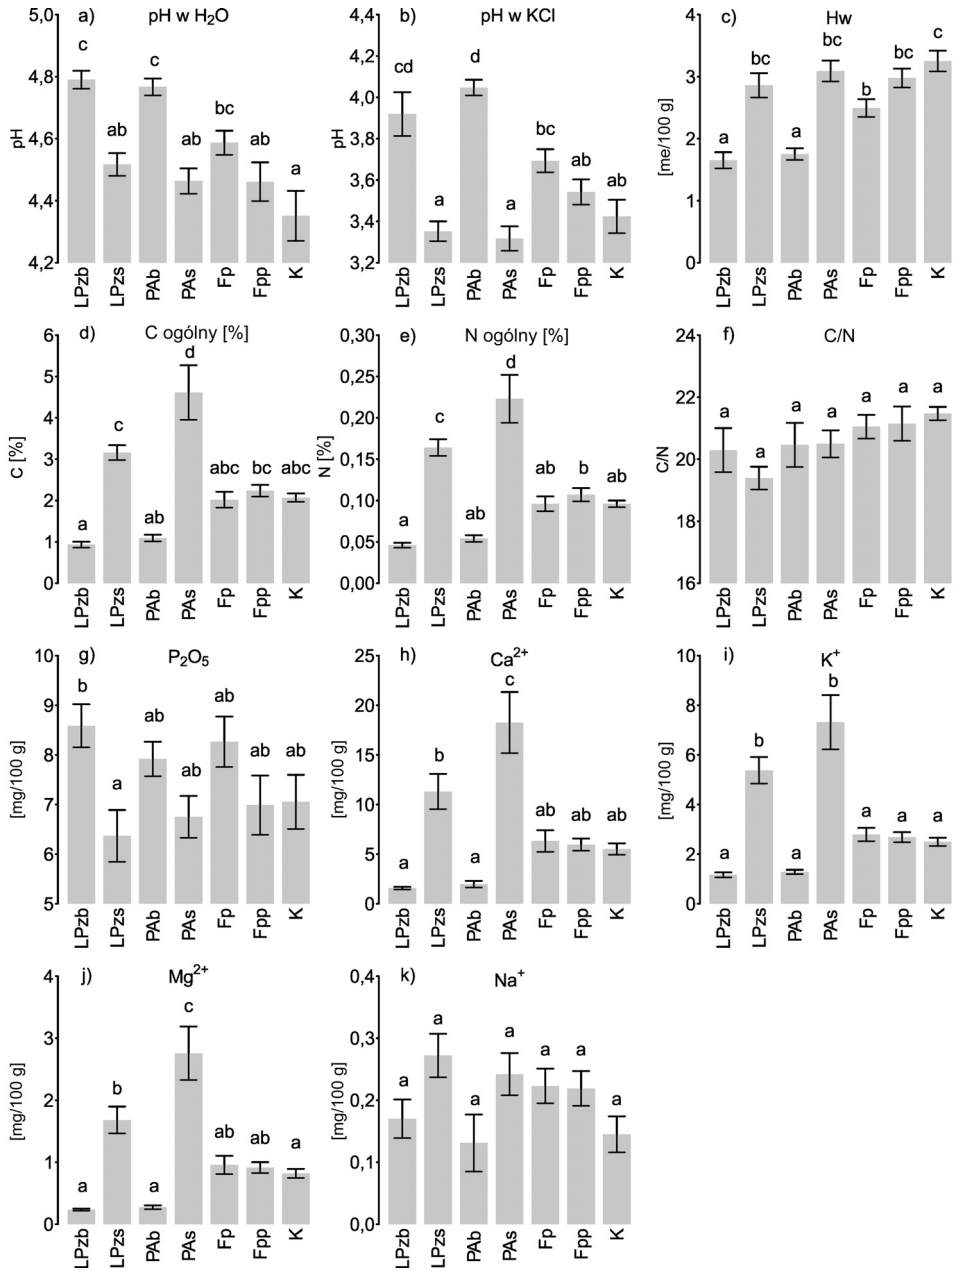 a) pH w H₂O
pH
5,0
4,8
4,6
4,4
4,2
c ab c ab bc ab a
LPzb LPzs PAb PAs Fp Fpp K
b) pH w KCl
pH
4,4
4,2
4,0
3,8
3,6
3,4
3,2
cd a d a bc ab ab
LPzb LPzs PAb PAs Fp Fpp K
c) Hw
[me/100 g]
4
3
2
1
0
a bc a bc b bc c
LPzb LPzs PAb PAs Fp Fpp K
d) C ogólny [%]
C [%]
6
5
4
3
2
1
0
a c ab d abc bc abc
LPzb LPzs PAb PAs Fp Fpp K
e) N ogólny [%]
N [%]
0,30
0,25
0,20
0,15
0,10
0,05
0,00
a c ab d ab b ab
LPzb LPzs PAb PAs Fp Fpp K
f) C/N
C/N
24
22
20
18
16
a a a a a a a
LPzb LPzs PAb PAs Fp Fpp K
g) P₂O₅
[mg/100 g]
10
9
8
7
6
5
b a ab ab ab ab ab
LPzb LPzs PAb PAs Fp Fpp K
h) Ca²⁺
[mg/100 g]
25
20
15
10
5
0
a b a c ab ab ab
LPzb LPzs PAb PAs Fp Fpp K
i) K⁺
[mg/100 g]
10
8
6
4
2
0
a b a b a a a
LPzb LPzs PAb PAs Fp Fpp K
j) Mg²⁺
[mg/100 g]
4
3
2
1
0
a b a c ab ab a
LPzb LPzs PAb PAs Fp Fpp K
k) Na⁺
[mg/100 g]
0,4
0,3
0,2
0,1
0,0
a a a a a a a
LPzb LPzs PAb PAs Fp Fpp K